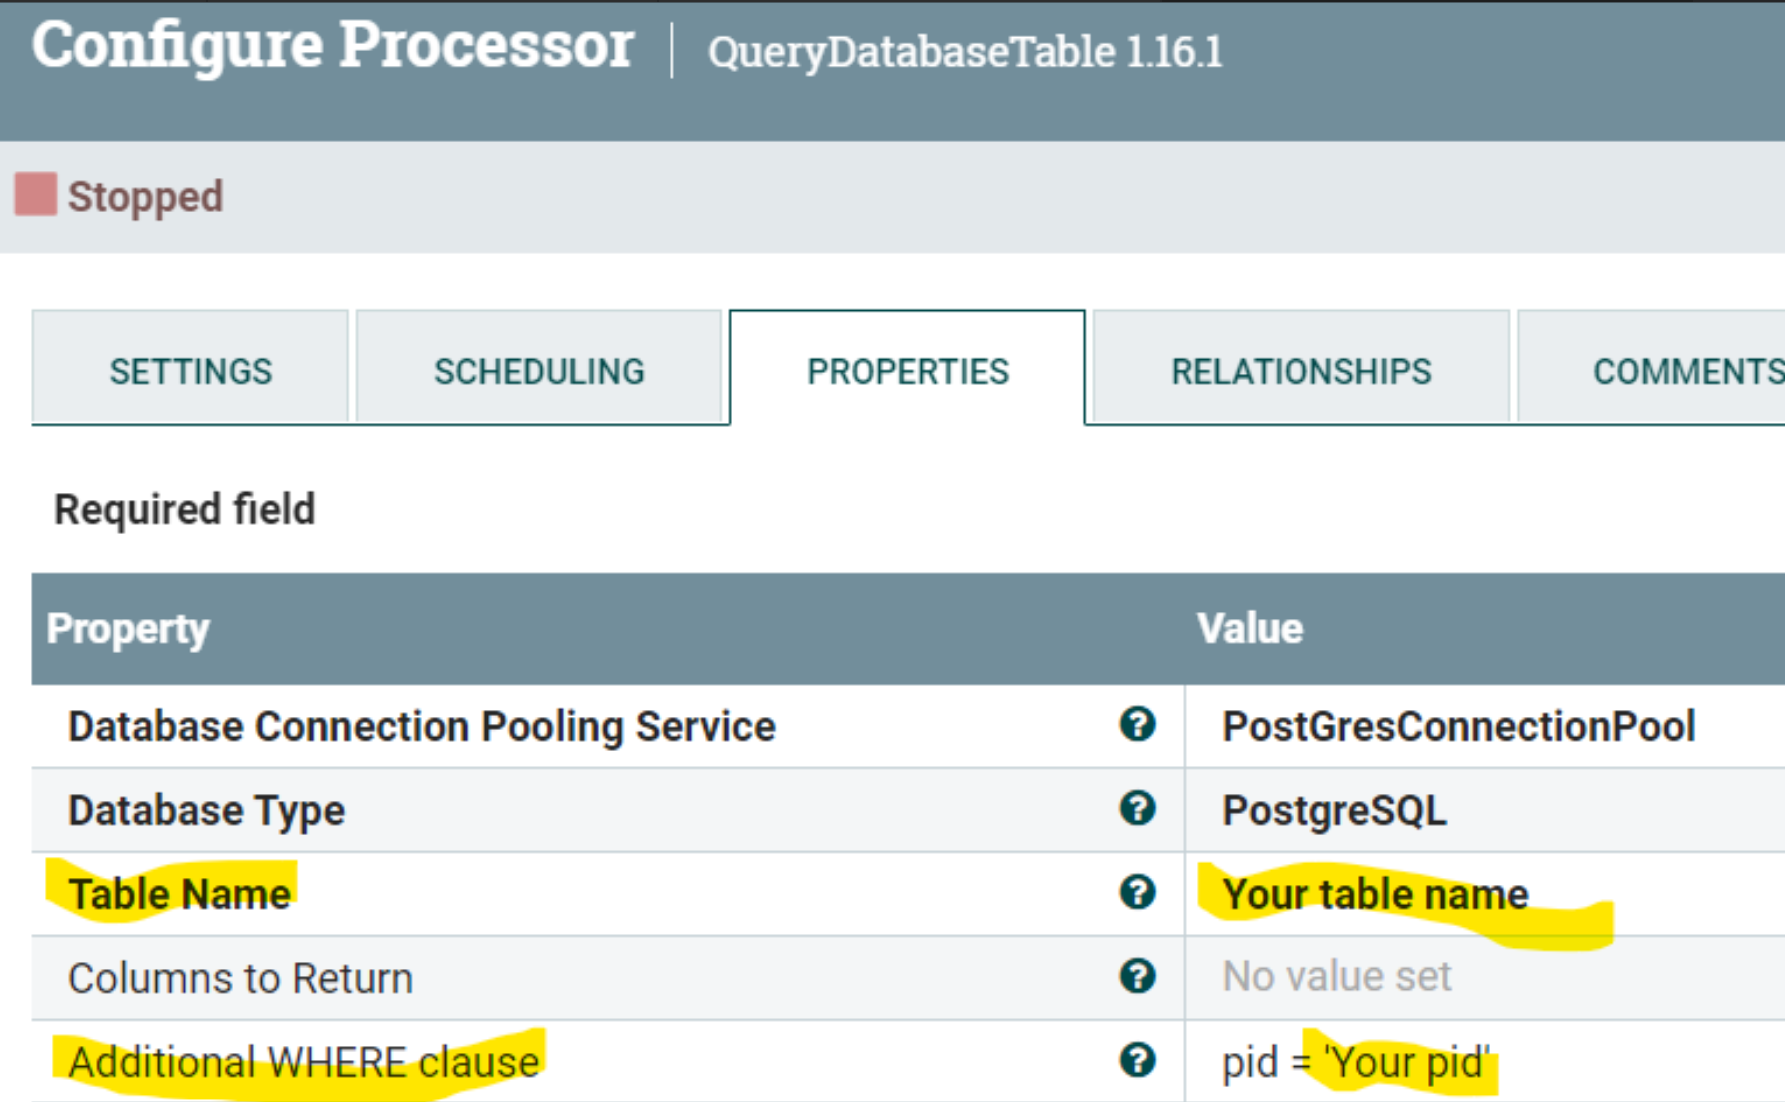 Configure Processor | QueryDatabaseTable 1.16.1
Stopped
SETTINGS SCHEDULING PROPERTIES RELATIONSHIPS COMMENTS
Required field
Property Value
Database Connection Pooling Service PostGresConnectionPool
Database Type PostgreSQL
Table Name Your table name
Columns to Return No value set
Additional WHERE clause pid = 'Your pid'